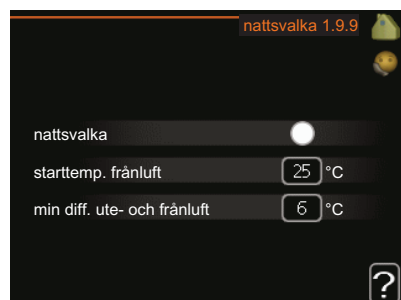 nattsvalka 1.9.9
nattsvalka
starttemp. frånluft 25 °C
min diff. ute- och frånluft 6 °C
?